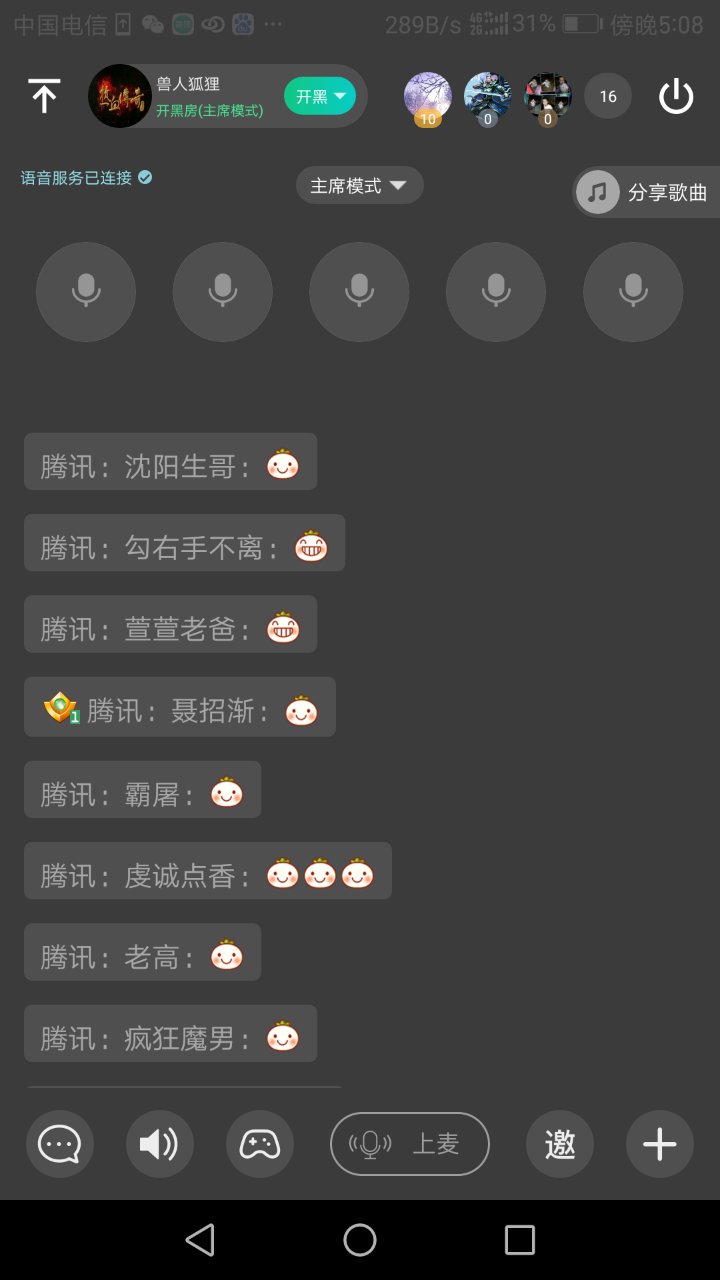 中国电信
289B/s 4G 2G 31% 傍晚5:08
兽人狐狸
开黑房(主席模式)
开黑
10
0
0
16
语音服务已连接
主席模式
分享歌曲
腾讯：沈阳生哥：
腾讯：勾右手不离：
腾讯：萱萱老爸：
1 腾讯：聂招渐：
腾讯：霸屠：
腾讯：虔诚点香：
腾讯：老高：
腾讯：疯狂魔男：
上麦
邀